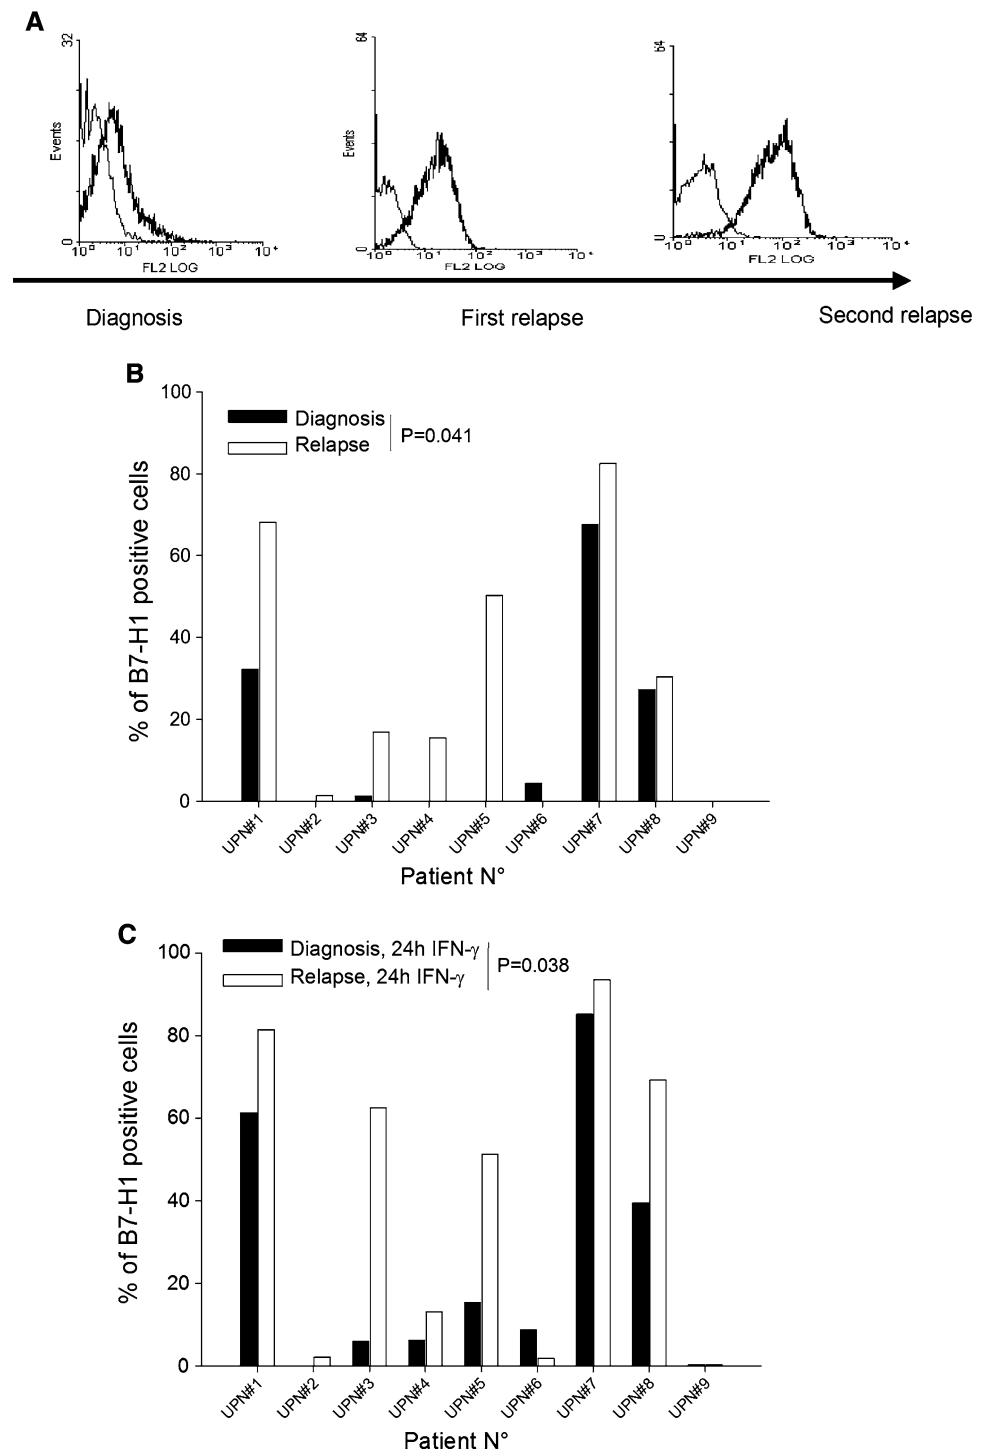 A
32 64 64
Events Events
0 0 0
10⁰ 10¹ 10² 10³ 10⁴ 10⁰ 10¹ 10² 10³ 10⁴ 10⁰ 10¹ 10² 10³ 10⁴
FL2 LOG FL2 LOG FL2 LOG
Diagnosis First relapse Second relapse
B
% of B7-H1 positive cells
100
80
60
40
20
0
Diagnosis
Relapse
P=0.041
UPN#1 UPN#2 UPN#3 UPN#4 UPN#5 UPN#6 UPN#7 UPN#8 UPN#9
Patient N°
C
% of B7-H1 positive cells
100
80
60
40
20
0
Diagnosis, 24h IFN-γ
Relapse, 24h IFN-γ
P=0.038
UPN#1 UPN#2 UPN#3 UPN#4 UPN#5 UPN#6 UPN#7 UPN#8 UPN#9
Patient N°